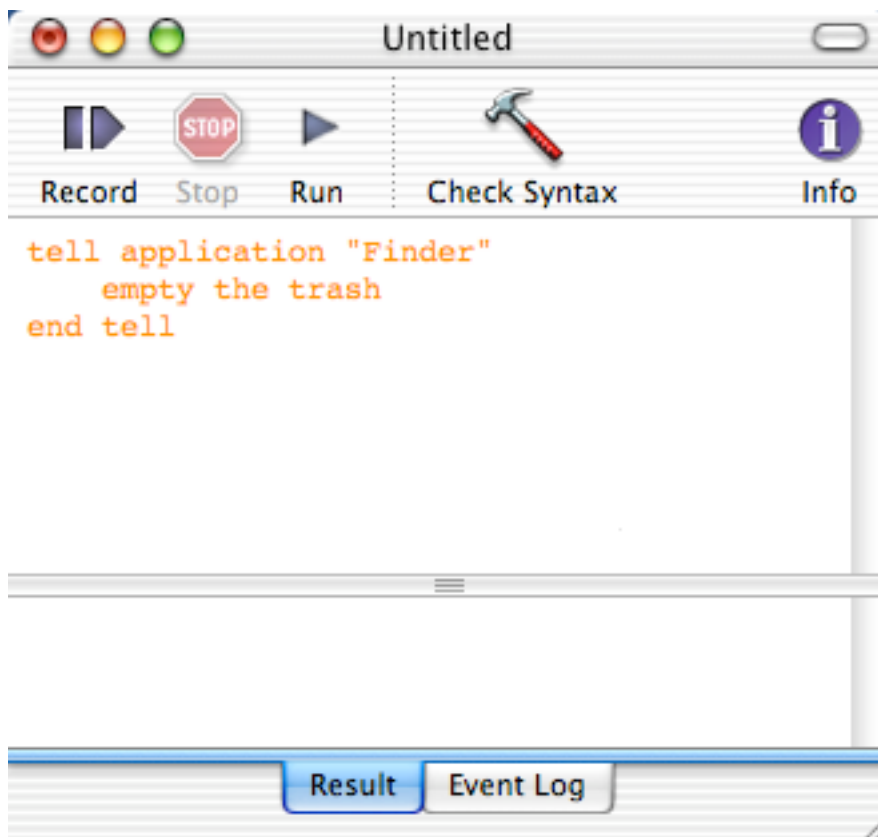 Untitled
STOP
Record Stop Run Check Syntax Info
tell application "Finder"
empty the trash
end tell
Result Event Log